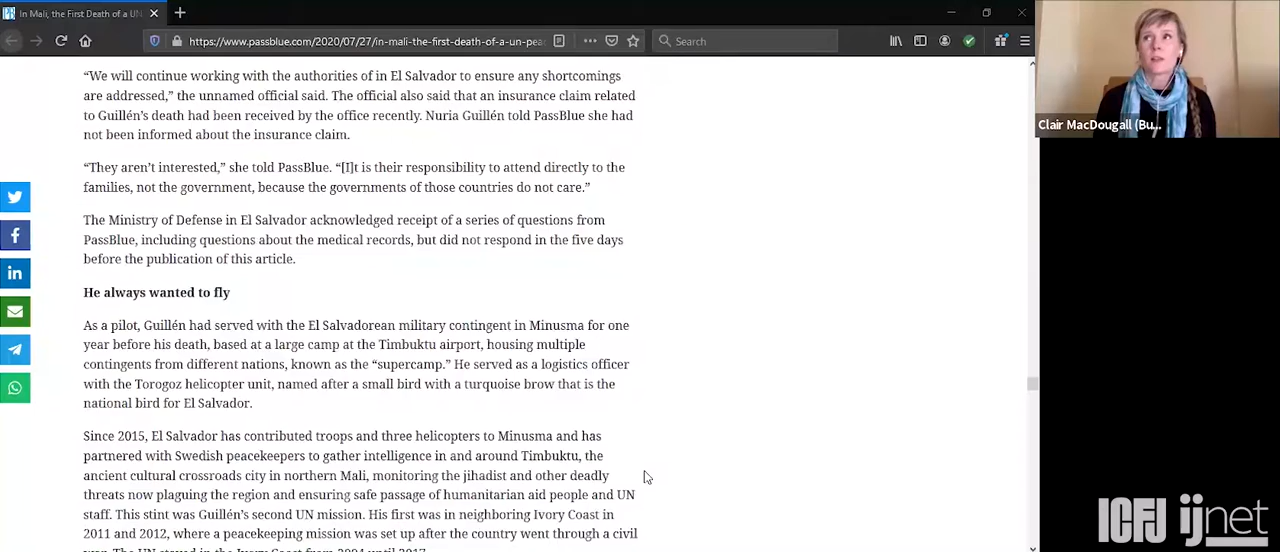 In Mali, the First Death of a UN
https://www.passblue.com/2020/07/27/in-mali-the-first-death-of-a-un-pea
Search
Clair MacDougall (Bu...
“We will continue working with the authorities of in El Salvador to ensure any shortcomings
are addressed,” the unnamed official said. The official also said that an insurance claim related
to Guillén’s death had been received by the office recently. Nuria Guillén told PassBlue she had
not been informed about the insurance claim.
“They aren’t interested,” she told PassBlue. “[I]t is their responsibility to attend directly to the
families, not the government, because the governments of those countries do not care.”
The Ministry of Defense in El Salvador acknowledged receipt of a series of questions from
PassBlue, including questions about the medical records, but did not respond in the five days
before the publication of this article.
He always wanted to fly
As a pilot, Guillén had served with the El Salvadorean military contingent in Minusma for one
year before his death, based at a large camp at the Timbuktu airport, housing multiple
contingents from different nations, known as the “supercamp.” He served as a logistics officer
with the Torogoz helicopter unit, named after a small bird with a turquoise brow that is the
national bird for El Salvador.
Since 2015, El Salvador has contributed troops and three helicopters to Minusma and has
partnered with Swedish peacekeepers to gather intelligence in and around Timbuktu, the
ancient cultural crossroads city in northern Mali, monitoring the jihadist and other deadly
threats now plaguing the region and ensuring safe passage of humanitarian aid people and UN
staff. This stint was Guillén’s second UN mission. His first was in neighboring Ivory Coast in
2011 and 2012, where a peacekeeping mission was set up after the country went through a civil
war. The UN stayed in the Ivory Coast from 2004 until 2017.
ICFJ ijnet